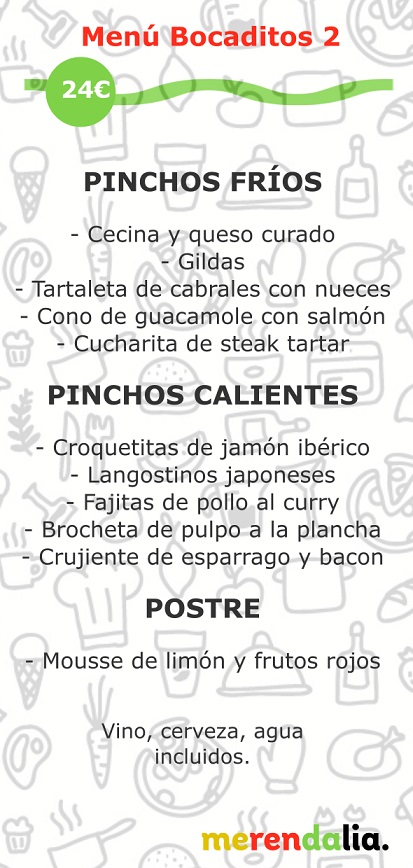 Menú Bocaditos 2
24€
PINCHOS FRÍOS
- Cecina y queso curado
- Gildas
- Tartaleta de cabrales con nueces
- Cono de guacamole con salmón
- Cucharita de steak tartar
PINCHOS CALIENTES
- Croquetitas de jamón ibérico
- Langostinos japoneses
- Fajitas de pollo al curry
- Brocheta de pulpo a la plancha
- Crujiente de esparrago y bacon
POSTRE
- Mousse de limón y frutos rojos
Vino, cerveza, agua
incluidos.
merendalia.